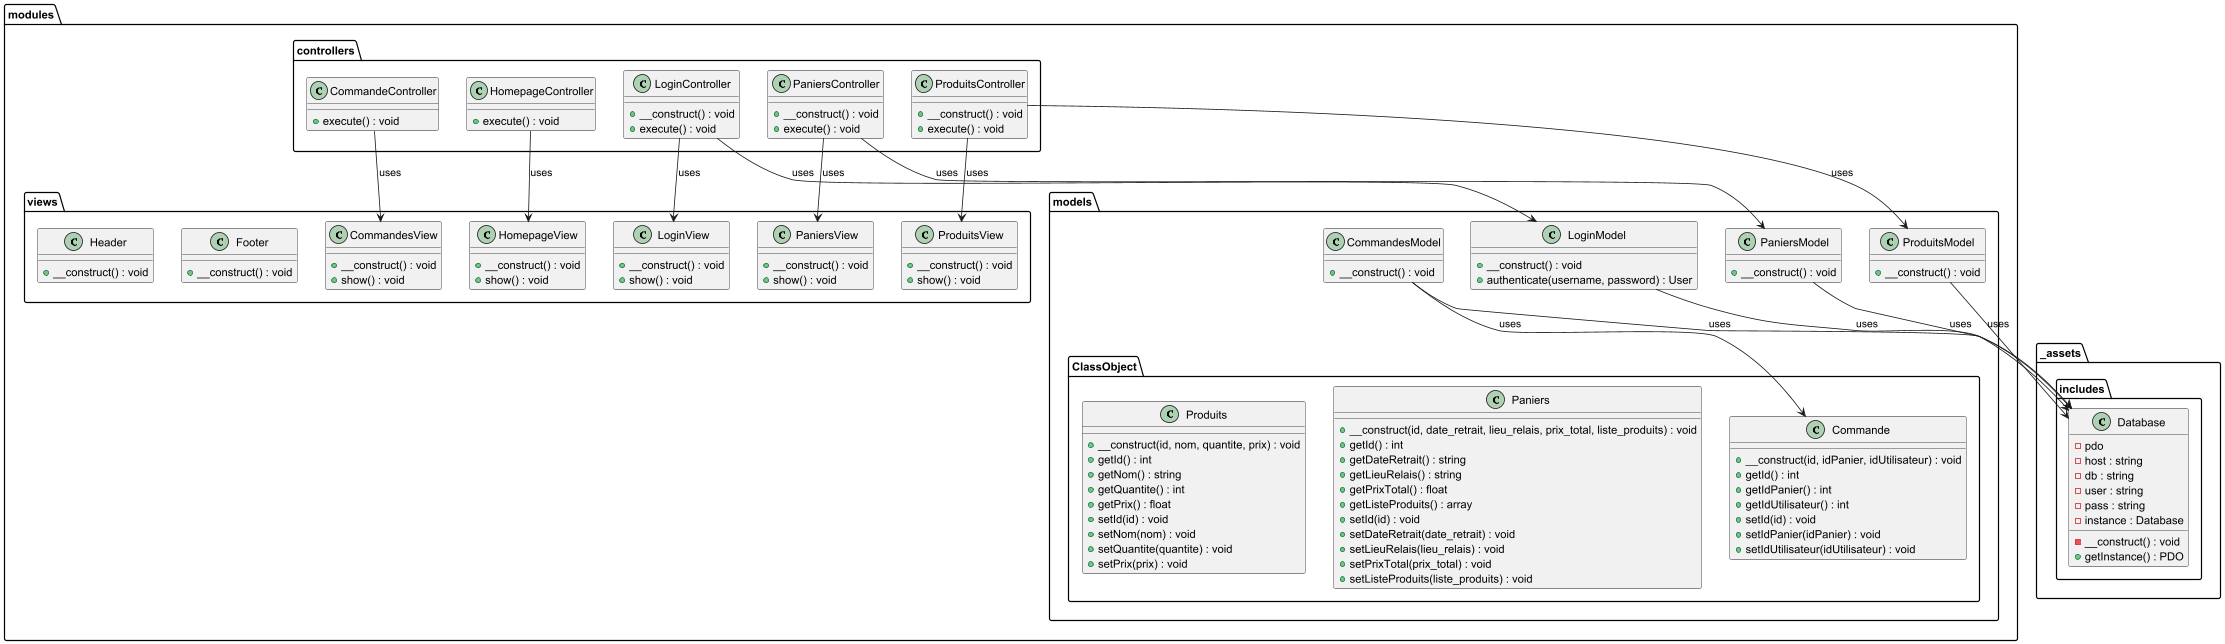 modules
controllers
CommandeController
execute() : void
HomepageController
execute() : void
LoginController
__construct() : void
execute() : void
PaniersController
__construct() : void
execute() : void
ProduitsController
__construct() : void
execute() : void
uses
uses
uses
uses
uses
uses
uses
uses
views
Header
__construct() : void
Footer
__construct() : void
CommandesView
__construct() : void
show() : void
HomepageView
__construct() : void
show() : void
LoginView
__construct() : void
show() : void
PaniersView
__construct() : void
show() : void
ProduitsView
__construct() : void
show() : void
models
CommandesModel
__construct() : void
LoginModel
__construct() : void
authenticate(username, password) : User
PaniersModel
__construct() : void
ProduitsModel
__construct() : void
uses
uses
uses
uses
uses
ClassObject
Produits
__construct(id, nom, quantite, prix) : void
getId() : int
getNom() : string
getQuantite() : int
getPrix() : float
setId(id) : void
setNom(nom) : void
setQuantite(quantite) : void
setPrix(prix) : void
Paniers
__construct(id, date_retrait, lieu_relais, prix_total, liste_produits) : void
getId() : int
getDateRetrait() : string
getLieuRelais() : string
getPrixTotal() : float
getListeProduits() : array
setId(id) : void
setDateRetrait(date_retrait) : void
setLieuRelais(lieu_relais) : void
setPrixTotal(prix_total) : void
setListeProduits(liste_produits) : void
Commande
__construct(id, idPanier, idUtilisateur) : void
getId() : int
getIdPanier() : int
getIdUtilisateur() : int
setId(id) : void
setIdPanier(idPanier) : void
setIdUtilisateur(idUtilisateur) : void
_assets
includes
Database
pdo
host : string
db : string
user : string
pass : string
instance : Database
__construct() : void
getInstance() : PDO